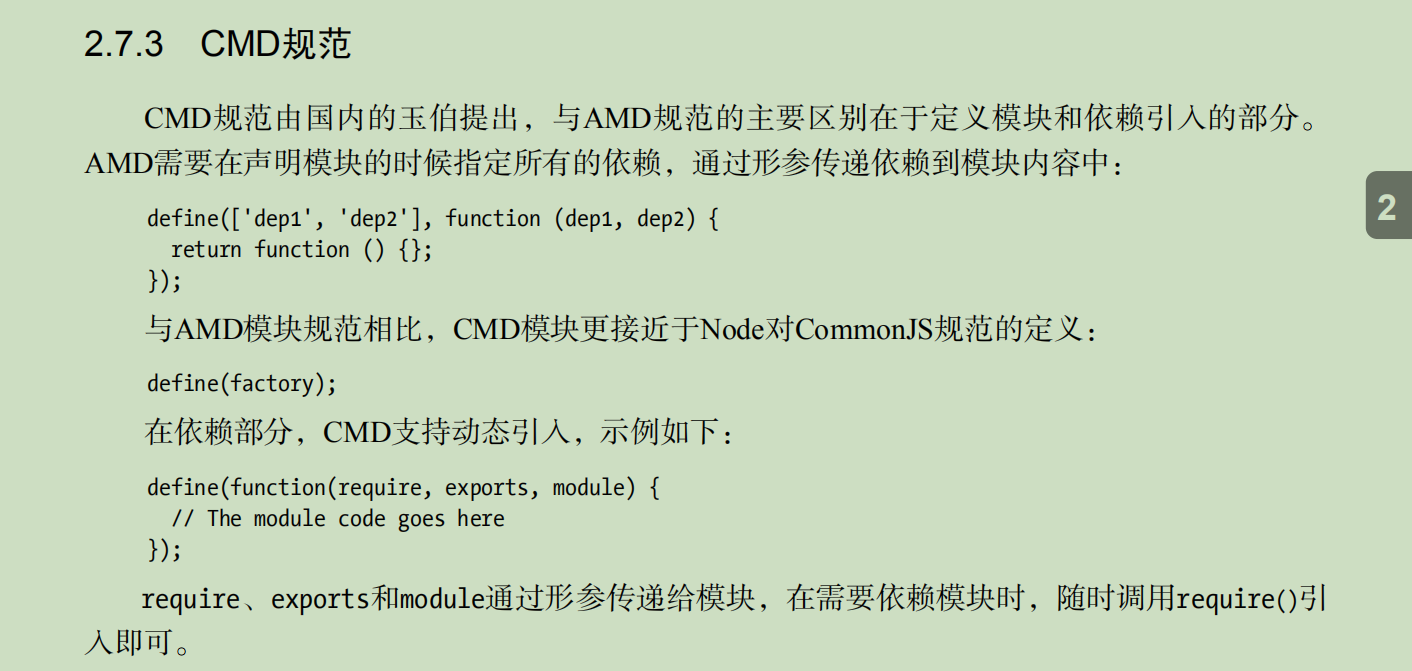 2.7.3 CMD规范
CMD规范由国内的玉伯提出，与AMD规范的主要区别在于定义模块和依赖引入的部分。
AMD需要在声明模块的时候指定所有的依赖，通过形参传递依赖到模块内容中：
define(['dep1', 'dep2'], function (dep1, dep2) {
  return function () {};
});
与AMD模块规范相比，CMD模块更接近于Node对CommonJS规范的定义：
define(factory);
在依赖部分，CMD支持动态引入，示例如下：
define(function(require, exports, module) {
  // The module code goes here
});
require、exports和module通过形参传递给模块，在需要依赖模块时，随时调用require()引
入即可。
2